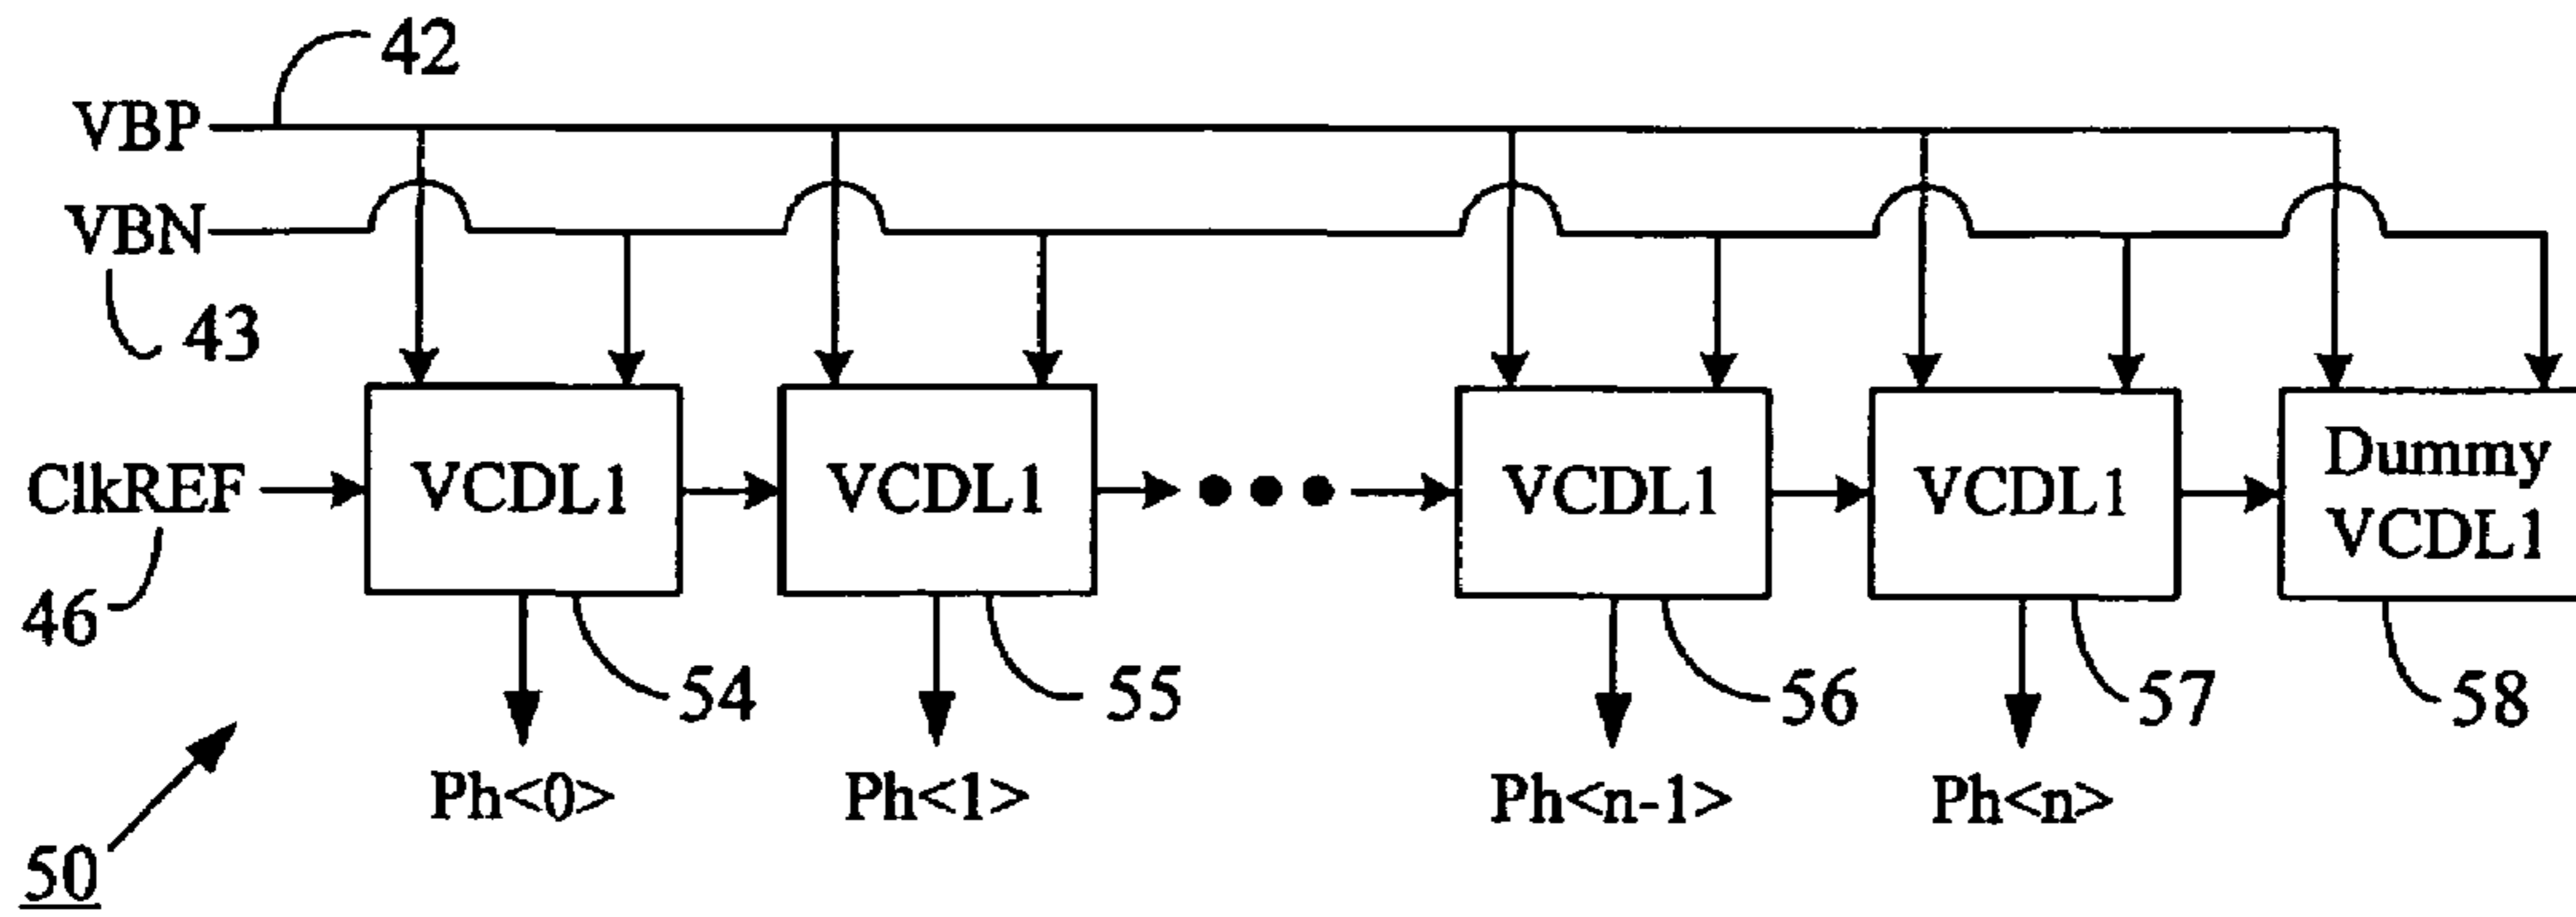 42
VBP
VBN
43
ClkREF
VCDL1
VCDL1
VCDL1
VCDL1
Dummy
VCDL1
46
54
55
56
57
58
Ph<0>
Ph<1>
Ph<n-1>
Ph<n>
50